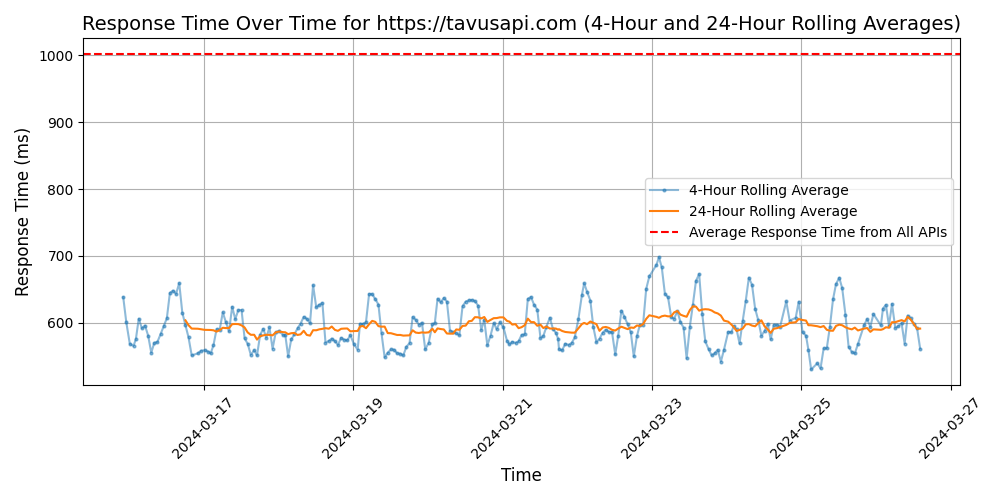 Response Time Over Time for https://tavusapi.com (4-Hour and 24-Hour Rolling Averages)
Response Time (ms)
1000
900
800
700
600
4-Hour Rolling Average
24-Hour Rolling Average
Average Response Time from All APIs
2024-03-17
2024-03-19
2024-03-21
2024-03-23
2024-03-25
2024-03-27
Time